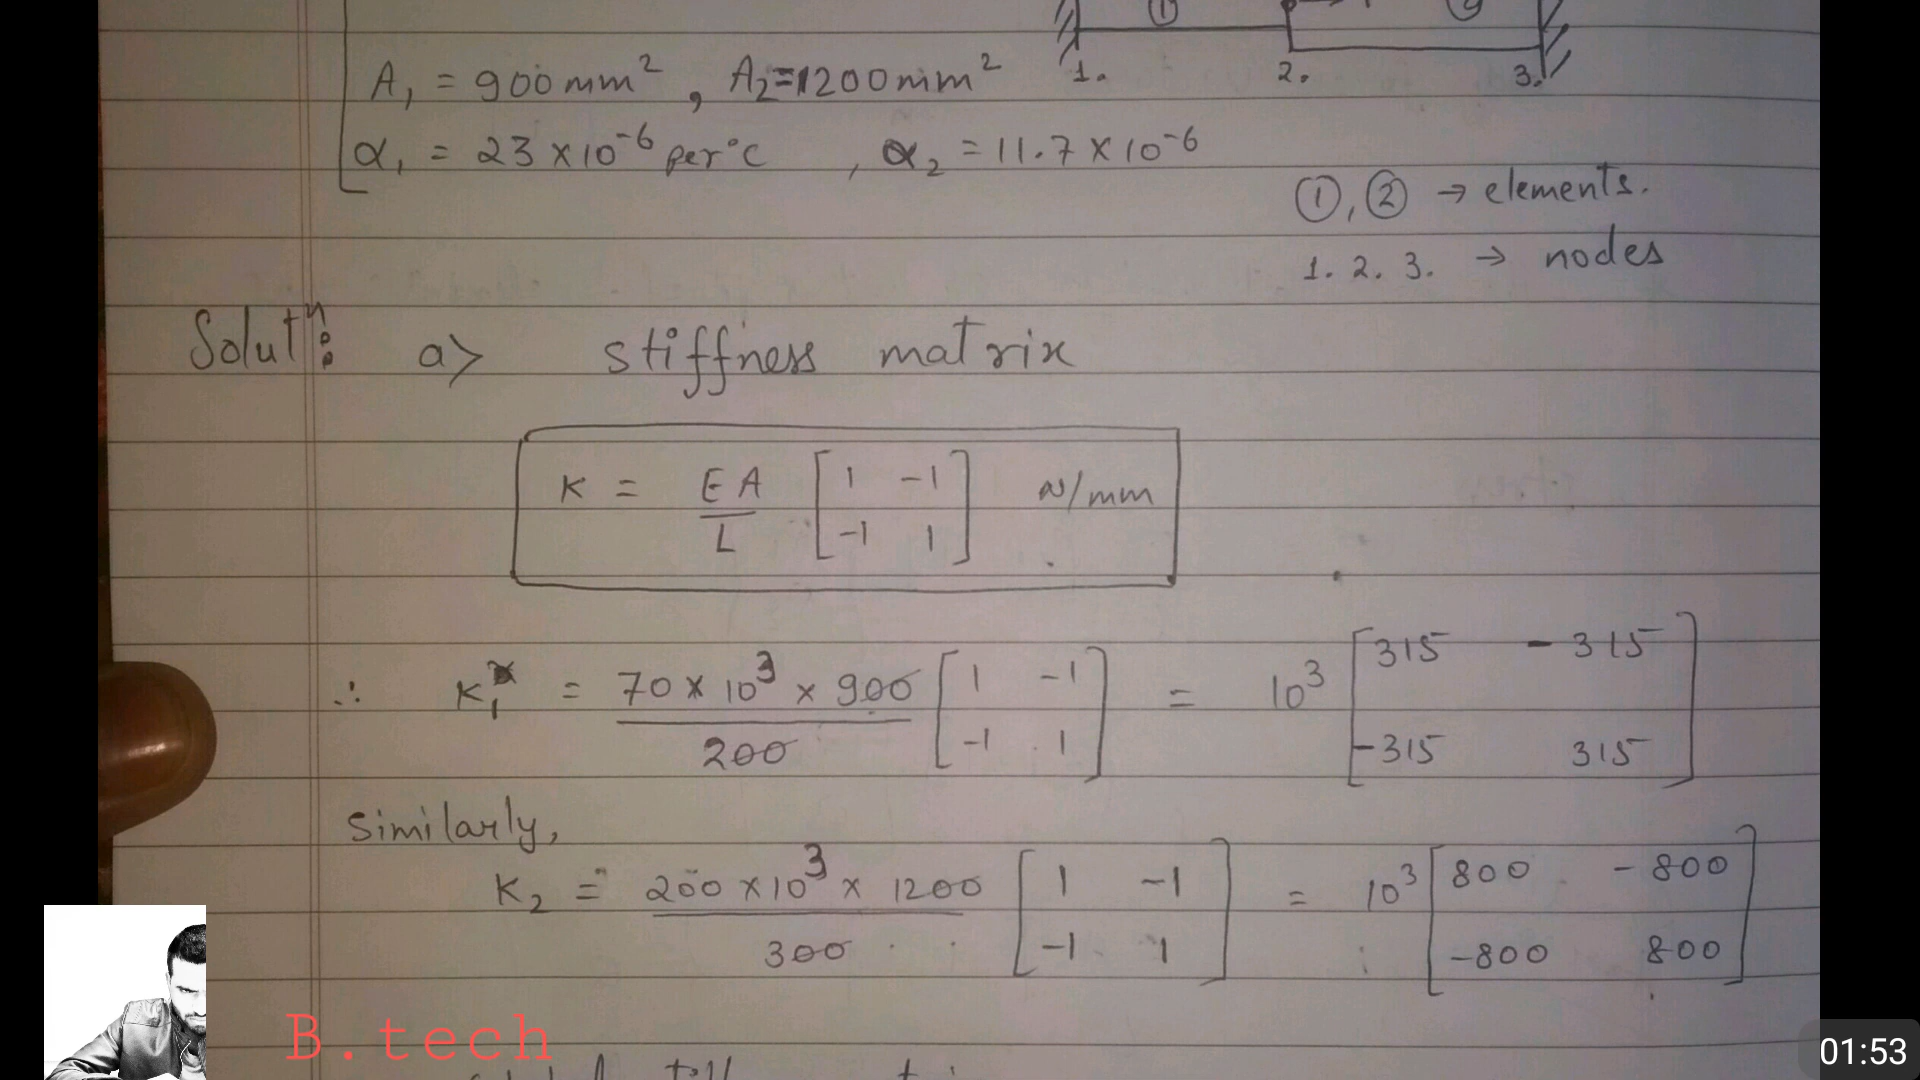 ①
A₁ = 900 mm² , A₂ = 1200 mm²
1. 2. 3.
α₁ = 23 × 10⁻⁶ per °C , α₂ = 11.7 × 10⁻⁶
①, ② → elements.
1. 2. 3. → nodes
Solutⁿ: a> stiffness matrix
K = EA/L [1 -1; -1 1] N/mm
∴ K₁ = 70 × 10³ × 900 / 200 [1 -1; -1 1] = 10³ [315 -315; -315 315]
Similarly,
K₂ = 200 × 10³ × 1200 / 300 [1 -1; -1 1] = 10³ [800 -800; -800 800]
B.tech
01:53